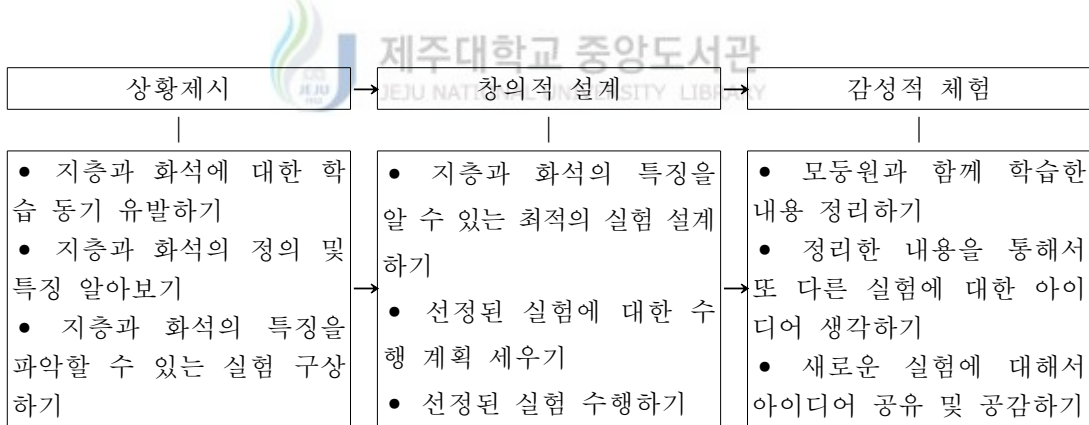 제주대학교 중앙도서관
JEJU NATIONAL UNIVERSITY LIBRARY
JEJU
1952
상황제시 → 창의적 설계 → 감성적 체험
● 지층과 화석에 대한 학
습 동기 유발하기
● 지층과 화석의 정의 및
특징 알아보기
● 지층과 화석의 특징을
파악할 수 있는 실험 구상
하기
→
● 지층과 화석의 특징을
알 수 있는 최적의 실험 설계
하기
● 선정된 실험에 대한 수
행 계획 세우기
● 선정된 실험 수행하기
→
● 모둥원과 함께 학습한
내용 정리하기
● 정리한 내용을 통해서
또 다른 실험에 대한 아이
디어 생각하기
● 새로운 실험에 대해서
아이디어 공유 및 공감하기